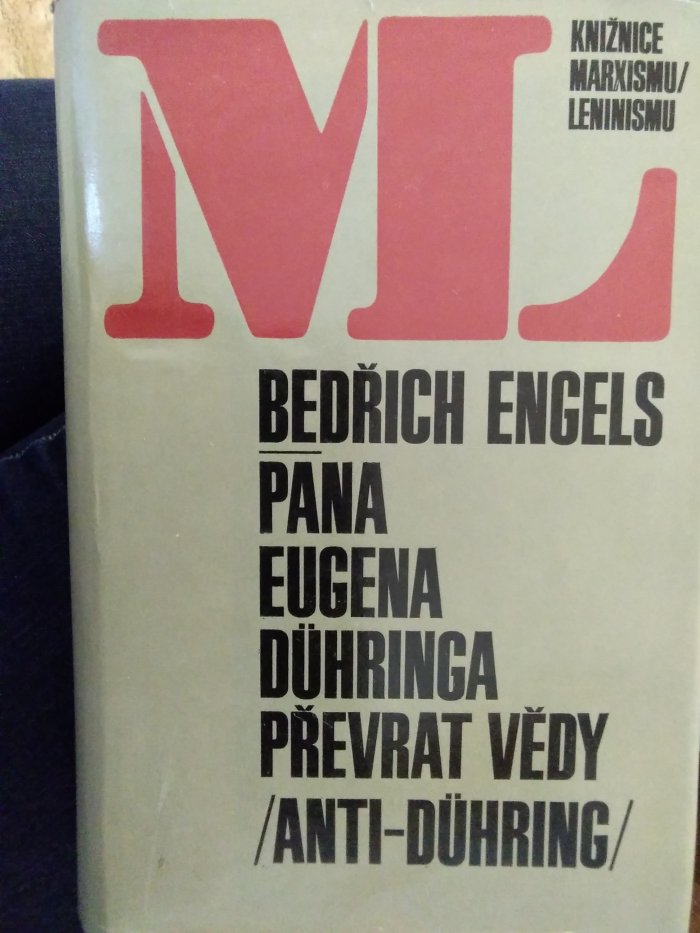 ML
KNIŽNICE
MARXISMU/
LENINISMU
BEDŘICH ENGELS
PANA
EUGENA
DÜHRINGA
PŘEVRAT VĚDY
/ANTI-DÜHRING/